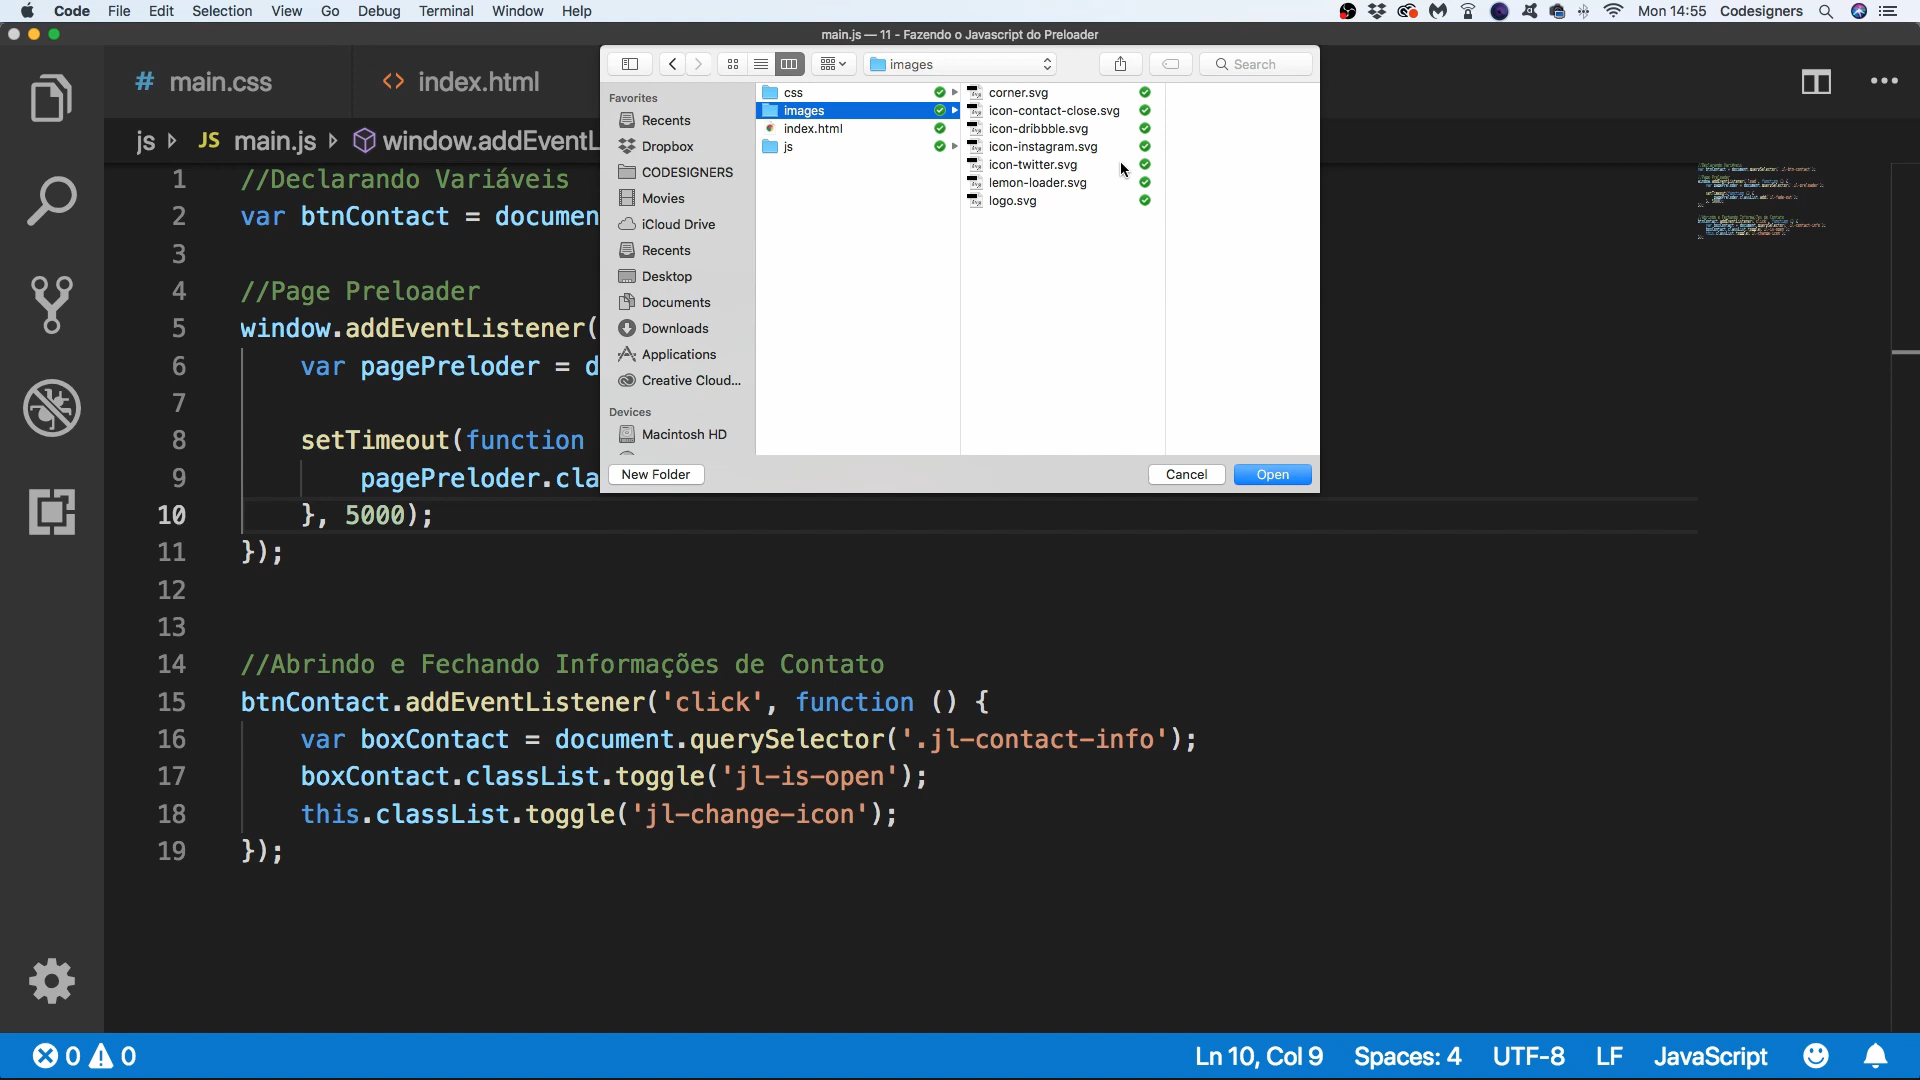 Code File Edit Selection View Go Debug Terminal Window Help Mon 14:55 Codesigners
main.js — 11 - Fazendo o Javascript do Preloader
# main.css <> index.html
images Search
js JS main.js window.addEventL
Favorites
Recents
Dropbox
CODESIGNERS
Movies
iCloud Drive
Recents
Desktop
Documents
Downloads
Applications
Creative Cloud...
Devices
Macintosh HD
css
images
index.html
js
corner.svg
icon-contact-close.svg
icon-dribbble.svg
icon-instagram.svg
icon-twitter.svg
lemon-loader.svg
logo.svg
New Folder Cancel Open
1 //Declarando Variáveis
2 var btnContact = documen
3
4 //Page Preloader
5 window.addEventListener(
6 var pagePreloder = d
7
8 setTimeout(function
9 pagePreloder.cla
10 }, 5000);
11 });
12
13
14 //Abrindo e Fechando Informações de Contato
15 btnContact.addEventListener('click', function () {
16 var boxContact = document.querySelector('.jl-contact-info');
17 boxContact.classList.toggle('jl-is-open');
18 this.classList.toggle('jl-change-icon');
19 });
0 0 Ln 10, Col 9 Spaces: 4 UTF-8 LF JavaScript